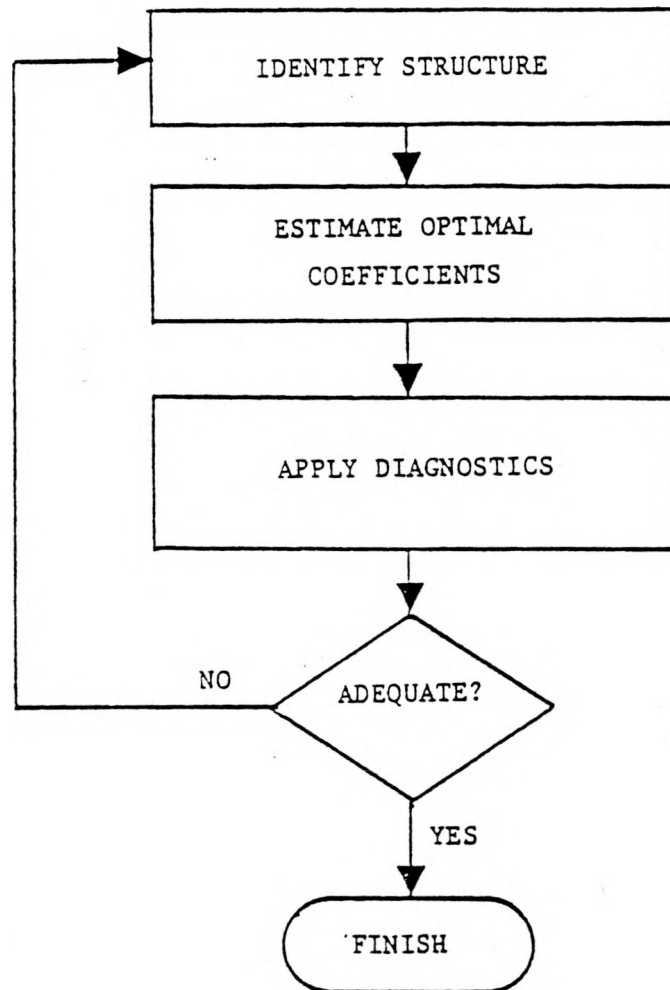 IDENTIFY STRUCTURE
ESTIMATE OPTIMAL
COEFFICIENTS
APPLY DIAGNOSTICS
ADEQUATE?
NO
YES
FINISH